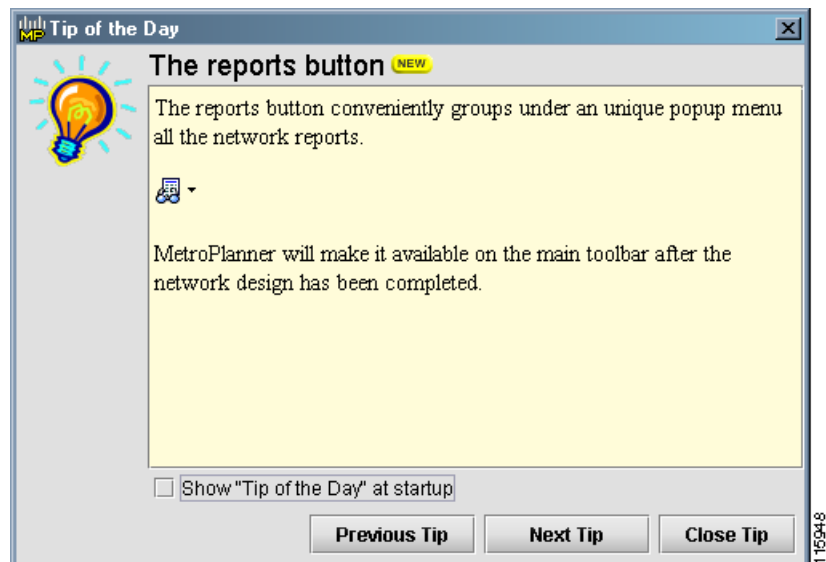 MP Tip of the Day
The reports button NEW
The reports button conveniently groups under an unique popup menu
all the network reports.
MetroPlanner will make it available on the main toolbar after the
network design has been completed.
Show "Tip of the Day" at startup
Previous Tip Next Tip Close Tip
115948